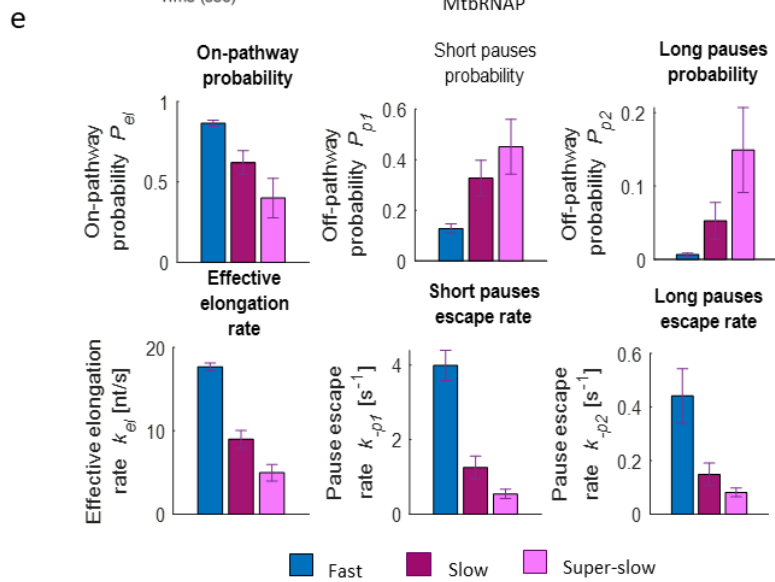 MtbRNAP
e
On-pathway
probability
On-pathway
probability P_el
1
0.5
0
Short pauses
probability
Off-pathway
probability P_p1
0.6
0.4
0.2
0
Long pauses
probability
Off-pathway
probability P_p2
0.2
0.1
0
Effective
elongation
rate
Effective elongation
rate k_el [nt/s]
20
10
0
Short pauses
escape rate
Pause escape
rate k_-p1 [s⁻¹]
4
2
0
Long pauses
escape rate
Pause escape
rate k_-p2 [s⁻¹]
0.6
0.4
0.2
0
Fast
Slow
Super-slow